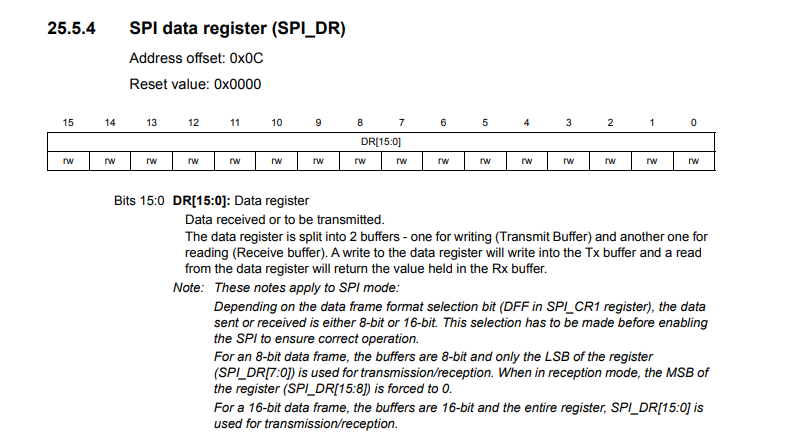 25.5.4 SPI data register (SPI_DR)
Address offset: 0x0C
Reset value: 0x0000
15 14 13 12 11 10 9 8 7 6 5 4 3 2 1 0
DR[15:0]
rw rw rw rw rw rw rw rw rw rw rw rw rw rw rw rw
Bits 15:0 DR[15:0]: Data register
Data received or to be transmitted.
The data register is split into 2 buffers - one for writing (Transmit Buffer) and another one for
reading (Receive buffer). A write to the data register will write into the Tx buffer and a read
from the data register will return the value held in the Rx buffer.
Note: These notes apply to SPI mode:
Depending on the data frame format selection bit (DFF in SPI_CR1 register), the data
sent or received is either 8-bit or 16-bit. This selection has to be made before enabling
the SPI to ensure correct operation.
For an 8-bit data frame, the buffers are 8-bit and only the LSB of the register
(SPI_DR[7:0]) is used for transmission/reception. When in reception mode, the MSB of
the register (SPI_DR[15:8]) is forced to 0.
For a 16-bit data frame, the buffers are 16-bit and the entire register, SPI_DR[15:0] is
used for transmission/reception.